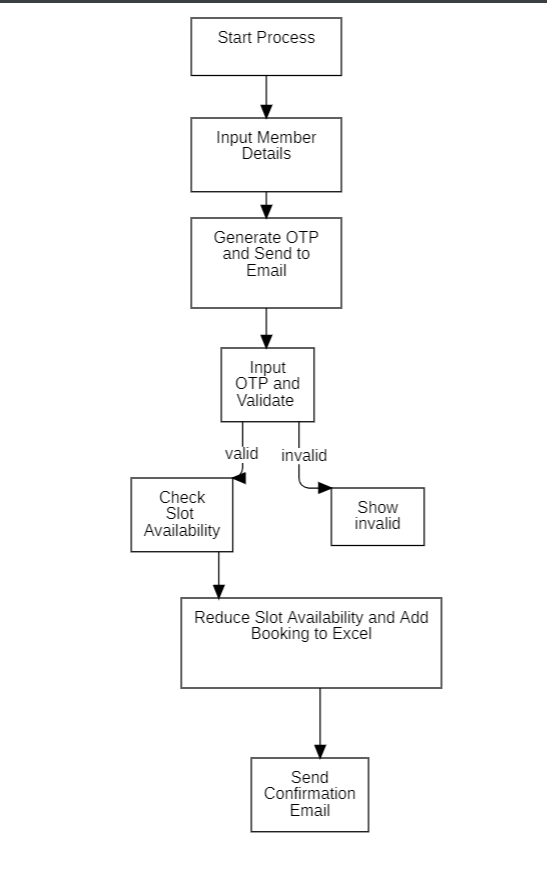 Start Process
Input Member
Details
Generate OTP
and Send to
Email
Input
OTP and
Validate
valid
invalid
Check
Slot
Availability
Show
invalid
Reduce Slot Availability and Add
Booking to Excel
Send
Confirmation
Email